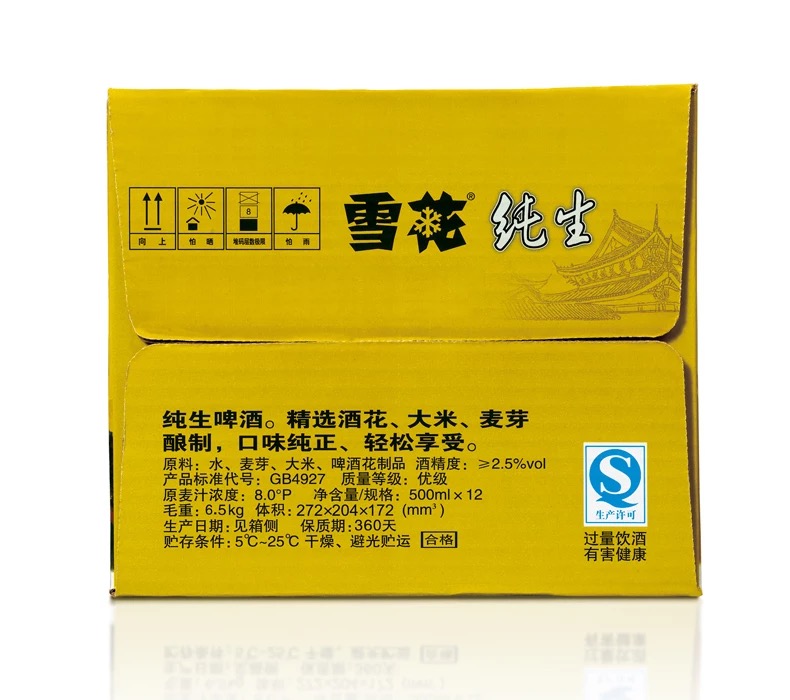 雪花® 纯生
8
向上 怕晒 堆码层数极限 怕雨
纯生啤酒。精选酒花、大米、麦芽
酿制，口味纯正、轻松享受。
原料：水、麦芽、大米、啤酒花制品 酒精度：≥2.5%vol
产品标准代号：GB4927 质量等级：优级
原麦汁浓度：8.0°P 净含量/规格：500ml×12
毛重：6.5kg 体积：272×204×172（mm³）
生产日期：见箱侧 保质期：360天
贮存条件：5℃~25℃ 干燥、避光贮运 合格
S
生产许可
过量饮酒
有害健康